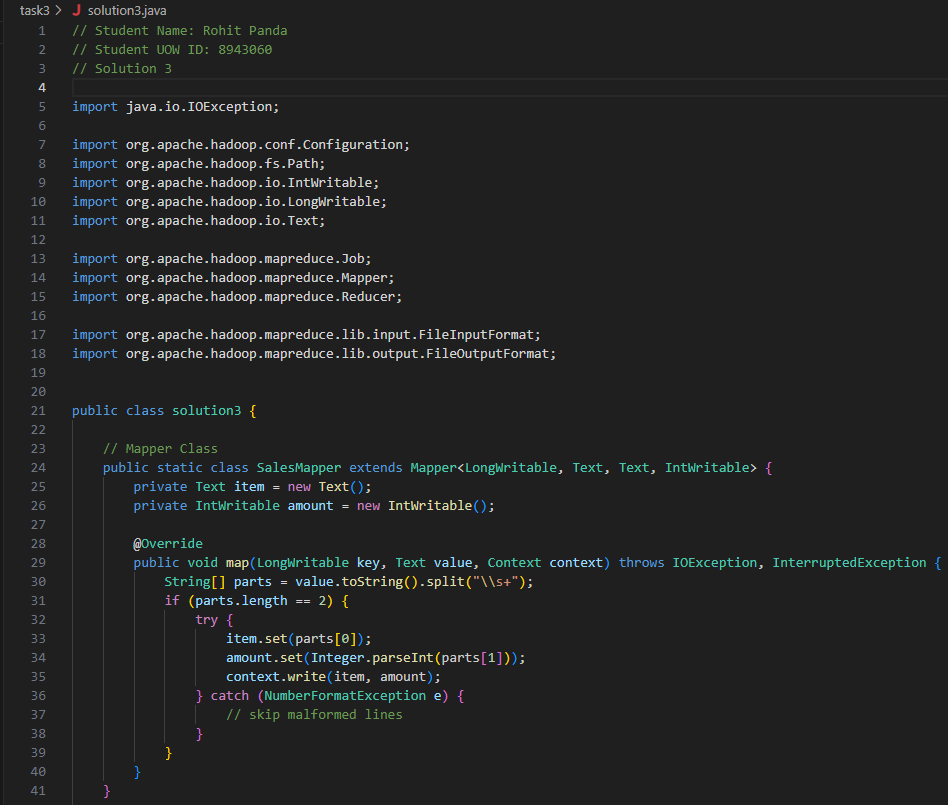 task3 > J solution3.java
1 // Student Name: Rohit Panda
2 // Student UOW ID: 8943060
3 // Solution 3
4
5 import java.io.IOException;
6
7 import org.apache.hadoop.conf.Configuration;
8 import org.apache.hadoop.fs.Path;
9 import org.apache.hadoop.io.IntWritable;
10 import org.apache.hadoop.io.LongWritable;
11 import org.apache.hadoop.io.Text;
12
13 import org.apache.hadoop.mapreduce.Job;
14 import org.apache.hadoop.mapreduce.Mapper;
15 import org.apache.hadoop.mapreduce.Reducer;
16
17 import org.apache.hadoop.mapreduce.lib.input.FileInputFormat;
18 import org.apache.hadoop.mapreduce.lib.output.FileOutputFormat;
19
20
21 public class solution3 {
22
23     // Mapper Class
24     public static class SalesMapper extends Mapper<LongWritable, Text, Text, IntWritable> {
25         private Text item = new Text();
26         private IntWritable amount = new IntWritable();
27
28         @Override
29         public void map(LongWritable key, Text value, Context context) throws IOException, InterruptedException {
30             String[] parts = value.toString().split("\\s+");
31             if (parts.length == 2) {
32                 try {
33                     item.set(parts[0]);
34                     amount.set(Integer.parseInt(parts[1]));
35                     context.write(item, amount);
36                 } catch (NumberFormatException e) {
37                     // skip malformed lines
38                 }
39             }
40         }
41     }